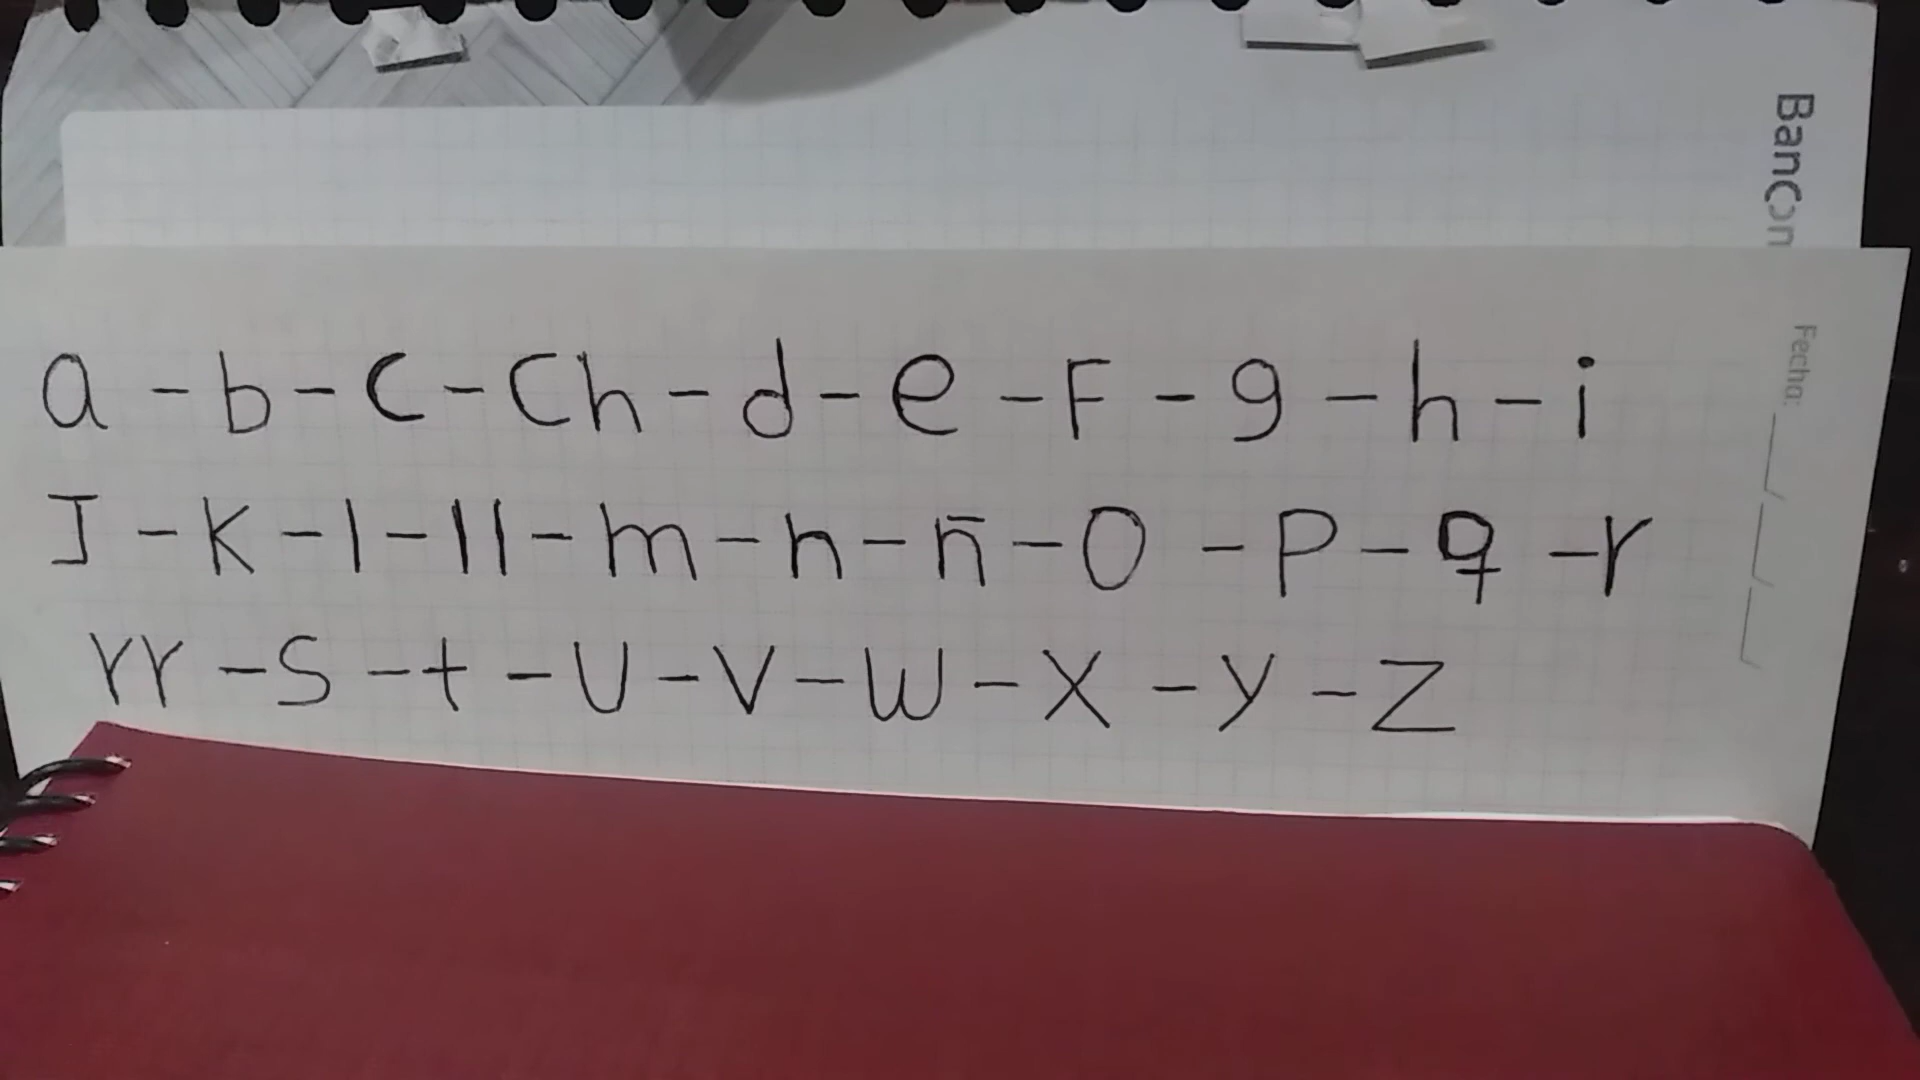 BanCon
Fecha:
a - b - c - Ch - d - e - F - g - h - i
J - K - l - ll - m - n - ñ - O - P - q - r
rr - S - t - U - V - W - X - y - Z